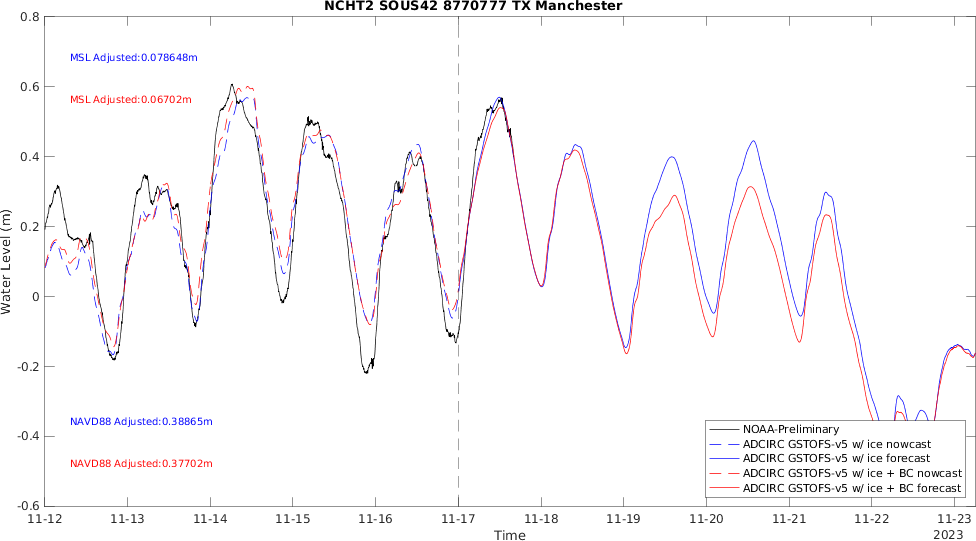 NCHT2 SOUS42 8770777 TX Manchester
0.8
MSL Adjusted:0.078648m
0.6
MSL Adjusted:0.06702m
0.4
0.2
Water Level (m)
0
-0.2
NAVD88 Adjusted:0.38865m
NOAA-Preliminary
-0.4
ADCIRC GSTOFS-v5 w/ ice nowcast
ADCIRC GSTOFS-v5 w/ ice forecast
NAVD88 Adjusted:0.37702m
ADCIRC GSTOFS-v5 w/ ice + BC nowcast
ADCIRC GSTOFS-v5 w/ ice + BC forecast
-0.6
11-12 11-13 11-14 11-15 11-16 11-17 11-18 11-19 11-20 11-21 11-22 11-23
Time 2023